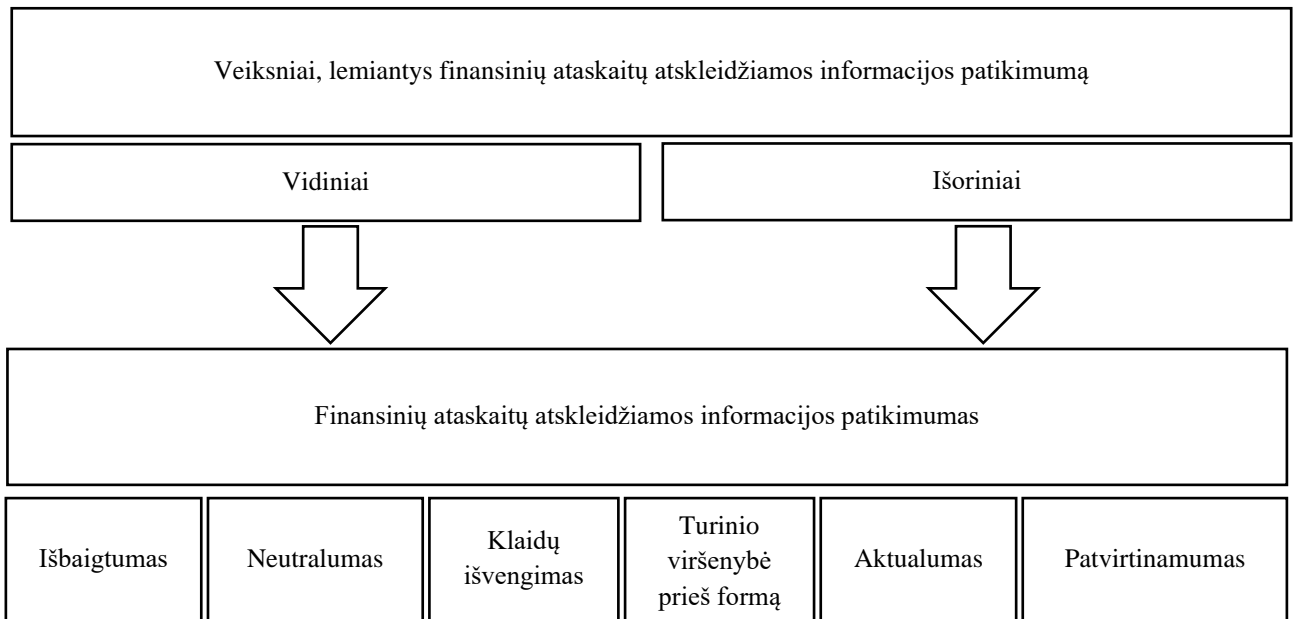 Veiksniai, lemiantys finansinių ataskaitų atskleidžiamos informacijos patikimumą
Vidiniai
Išoriniai
Finansinių ataskaitų atskleidžiamos informacijos patikimumas
Išbaigtumas
Neutralumas
Klaidų
išvengimas
Turinio
viršenybė
prieš formą
Aktualumas
Patvirtinamumas